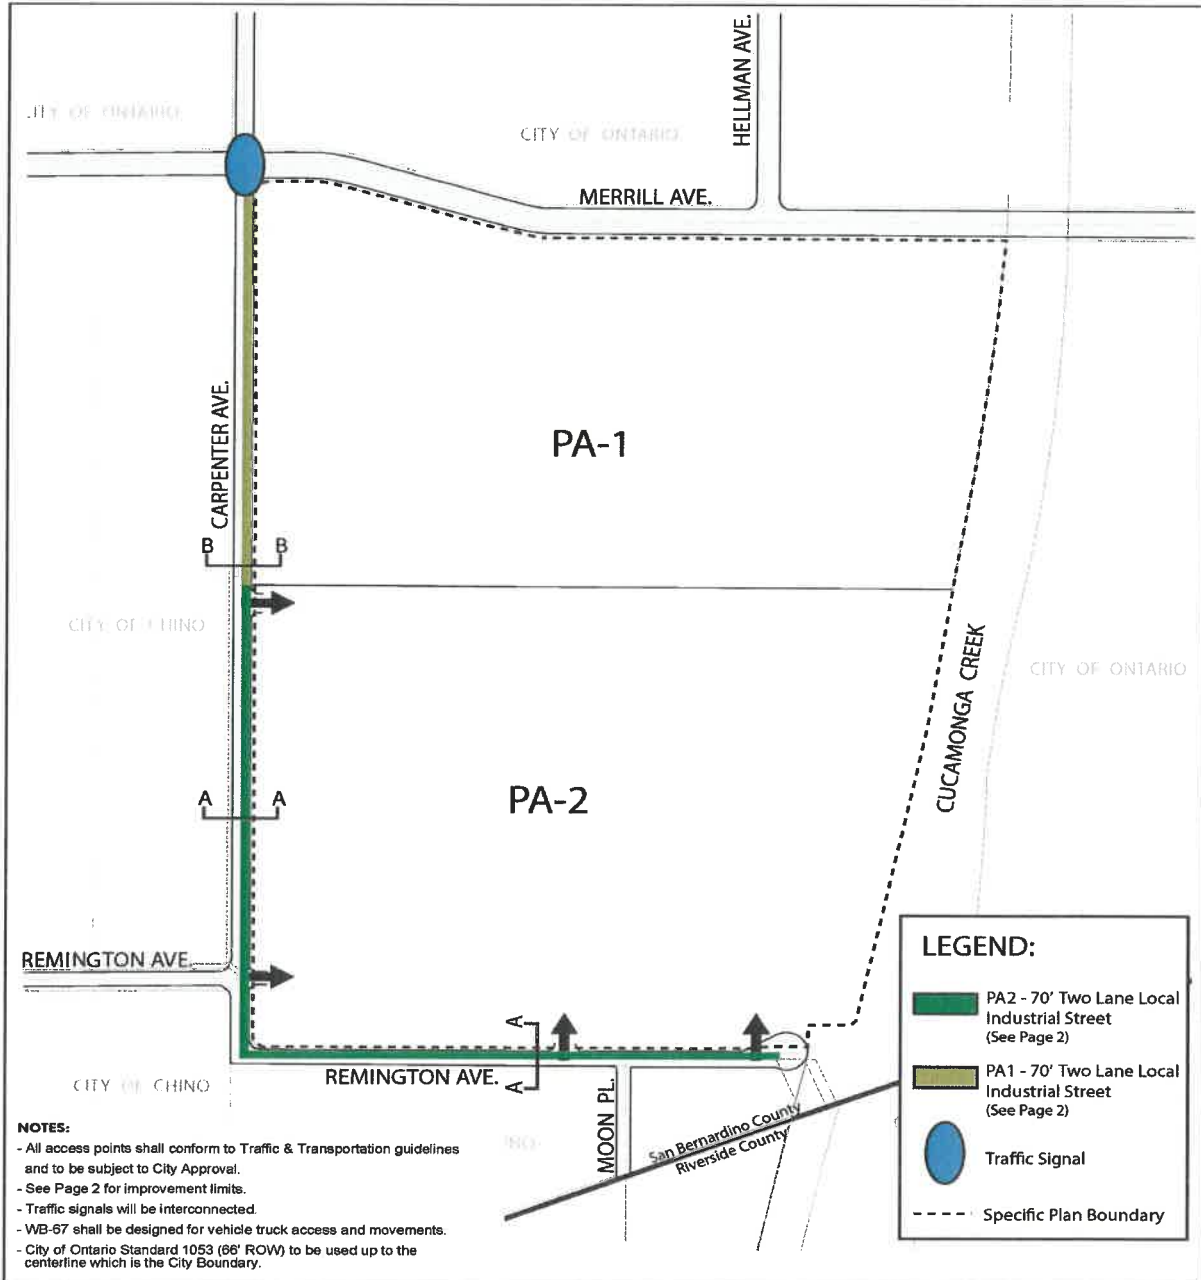 HELLMAN AVE.
CITY OF ONTARIO
CITY OF ONTARIO
MERRILL AVE.
CARPENTER AVE.
PA-1
B B
CITY OF CHINO
CUCAMONGA CREEK
CITY OF ONTARIO
A A
PA-2
REMINGTON AVE.
A
A
REMINGTON AVE.
CITY OF CHINO
MOON PL.
San Bernardino County
Riverside County
LEGEND:
PA2 - 70' Two Lane Local
Industrial Street
(See Page 2)
PA1 - 70' Two Lane Local
Industrial Street
(See Page 2)
Traffic Signal
Specific Plan Boundary
NOTES:
- All access points shall conform to Traffic & Transportation guidelines
and to be subject to City Approval.
- See Page 2 for improvement limits.
- Traffic signals will be interconnected.
- WB-67 shall be designed for vehicle truck access and movements.
- City of Ontario Standard 1053 (66' ROW) to be used up to the
centerline which is the City Boundary.